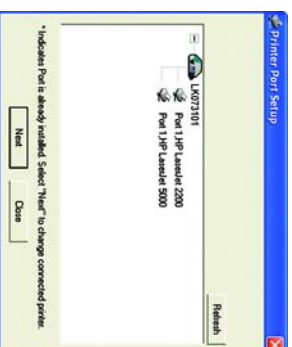 Printer Port Setup
LK073101
Port 1,HP LaserJet 2200
Port 1,HP LaserJet 5000
Refresh
* Indicates Port is already installed. Select "Next" to change connected printer.
Next
Close